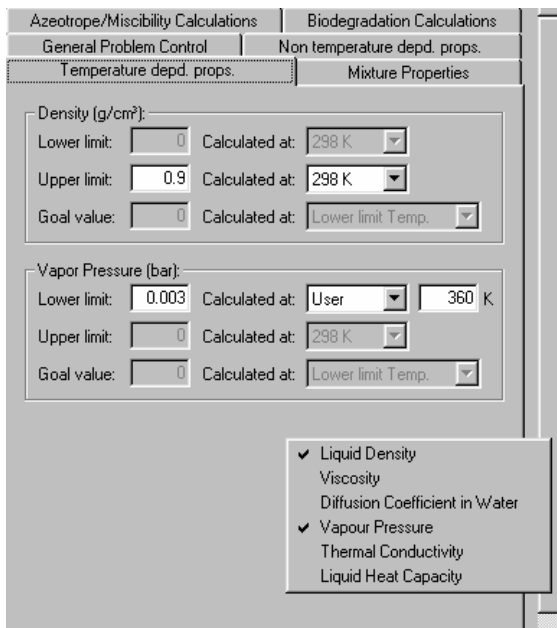 Azeotrope/Miscibility Calculations Biodegradation Calculations
General Problem Control Non temperature depd. props.
Temperature depd. props. Mixture Properties
Density (g/cm³):
Lower limit: 0 Calculated at: 298 K
Upper limit: 0.9 Calculated at: 298 K
Goal value: 0 Calculated at: Lower limit Temp.
Vapor Pressure (bar):
Lower limit: 0.003 Calculated at: User 360 K
Upper limit: 0 Calculated at: 298 K
Goal value: 0 Calculated at: Lower limit Temp.
Liquid Density
Viscosity
Diffusion Coefficient in Water
Vapour Pressure
Thermal Conductivity
Liquid Heat Capacity